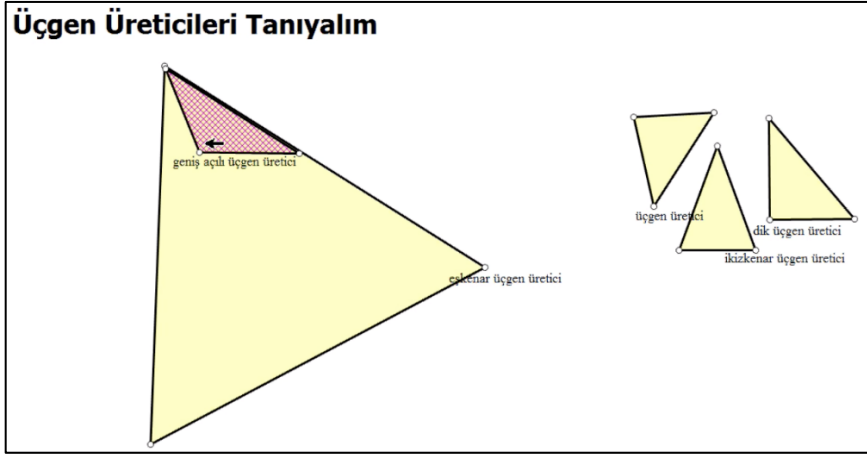 Üçgen Üreticileri Tanıyalım
geniş açılı üçgen üretici
üçgen üretici
dik üçgen üretici
ikizkenar üçgen üretici
eşkenar üçgen üretici